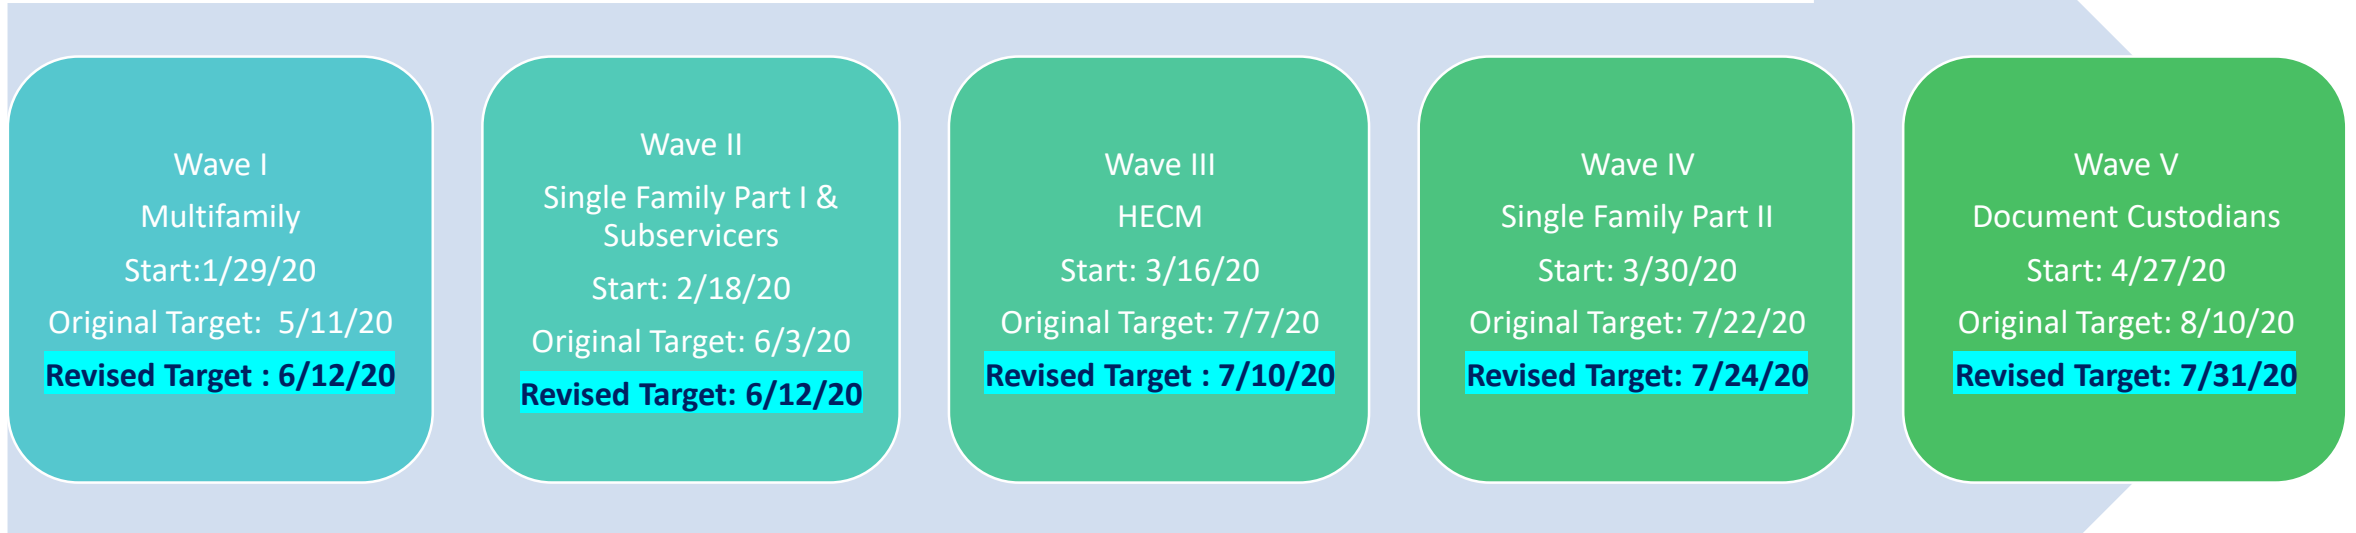 Wave I
Multifamily
Start:1/29/20
Original Target:  5/11/20
Revised Target : 6/12/20
Wave II
Single Family Part I &
Subservicers
Start: 2/18/20
Original Target: 6/3/20
Revised Target: 6/12/20
Wave III
HECM
Start: 3/16/20
Original Target: 7/7/20
Revised Target : 7/10/20
Wave IV
Single Family Part II
Start: 3/30/20
Original Target: 7/22/20
Revised Target: 7/24/20
Wave V
Document Custodians
Start: 4/27/20
Original Target: 8/10/20
Revised Target: 7/31/20